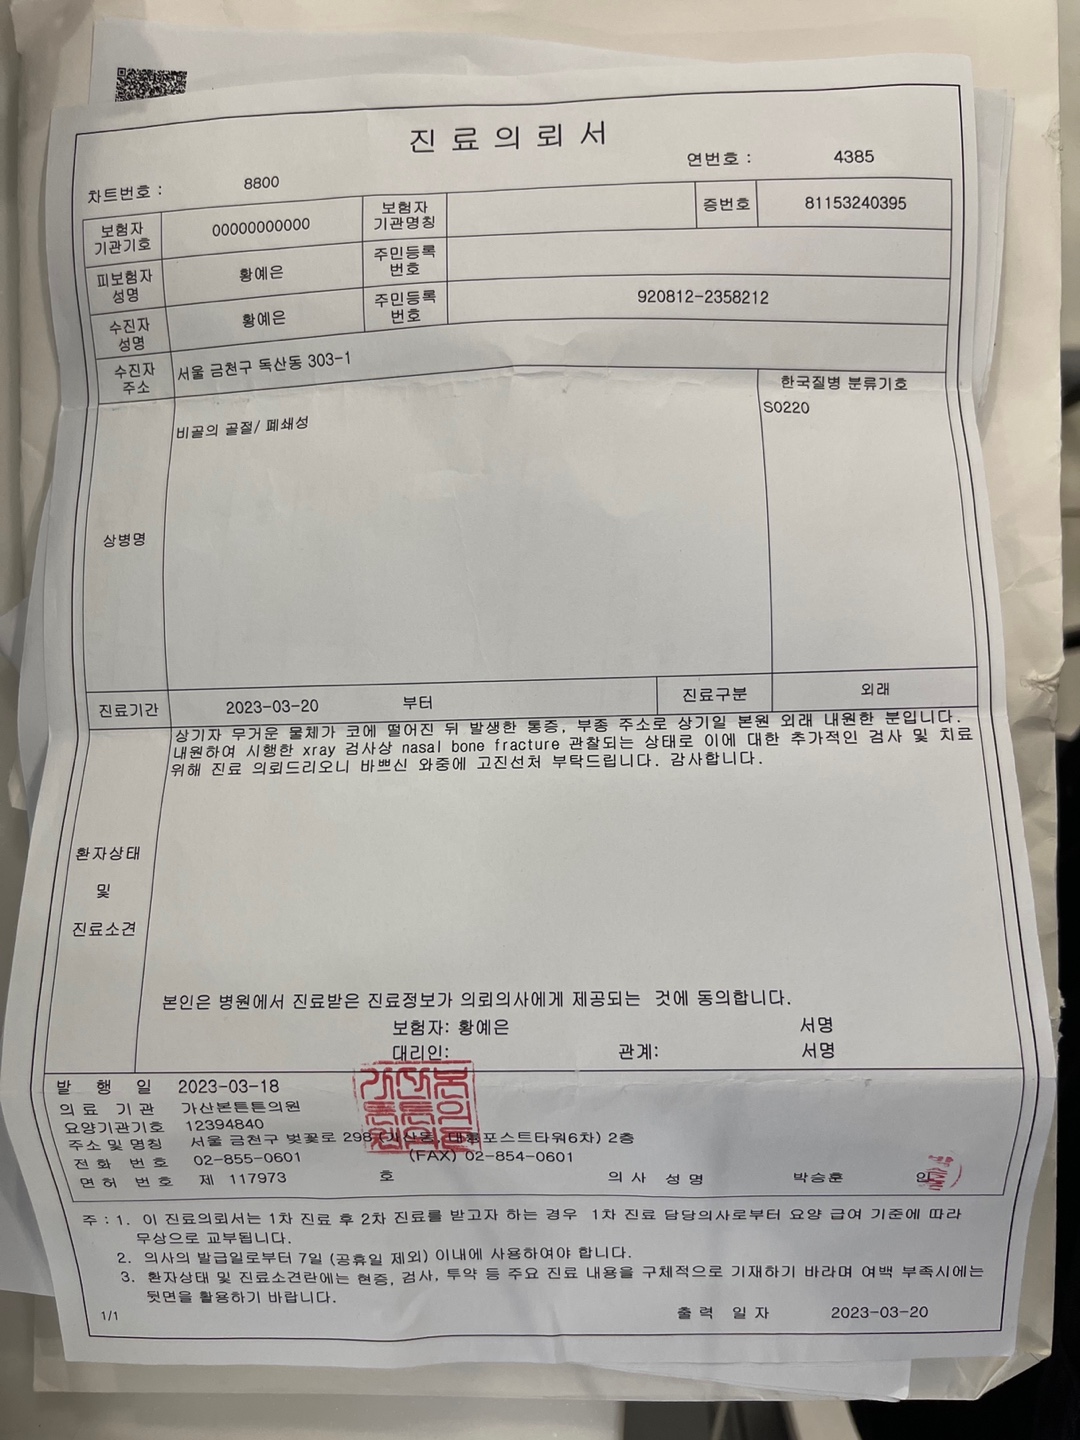 진 료 의 뢰 서
연번호 : 4385
차트번호 : 8800
보험자 기관기호 00000000000 보험자 기관명칭 증번호 81153240395
피보험자 성명 황예은 주민등록 번호
수진자 성명 황예은 주민등록 번호 920812-2358212
수진자 주소 서울 금천구 독산동 303-1
상병명 비골의 골절/ 폐쇄성
한국질병 분류기호
S0220
진료기간 2023-03-20 부터 진료구분 외래
환자상태
및
진료소견
상기자 무거운 물체가 코에 떨어진 뒤 발생한 통증, 부종 주소로 상기일 본원 외래 내원한 분입니다.
내원하여 시행한 xray 검사상 nasal bone fracture 관찰되는 상태로 이에 대한 추가적인 검사 및 치료
위해 진료 의뢰드리오니 바쁘신 와중에 고진선처 부탁드립니다. 감사합니다.
본인은 병원에서 진료받은 진료정보가 의뢰의사에게 제공되는 것에 동의합니다.
보험자: 황예은 서명
대리인: 관계: 서명
발 행 일 2023-03-18
의 료 기 관 가산본튼튼의원
요양기관기호 12394840
주소 및 명칭 서울 금천구 벚꽃로 298 (가산동, 대륭포스트타워6차) 2층
전 화 번 호 02-855-0601 (FAX) 02-854-0601
면 허 번 호 제 117973 호 의 사 성 명 박승훈 인
주 : 1. 이 진료의뢰서는 1차 진료 후 2차 진료를 받고자 하는 경우 1차 진료 담당의사로부터 요양 급여 기준에 따라
무상으로 교부됩니다.
2. 의사의 발급일로부터 7일 (공휴일 제외) 이내에 사용하여야 합니다.
3. 환자상태 및 진료소견란에는 현증, 검사, 투약 등 주요 진료 내용을 구체적으로 기재하기 바라며 여백 부족시에는
뒷면을 활용하기 바랍니다.
1/1
출 력 일 자 2023-03-20